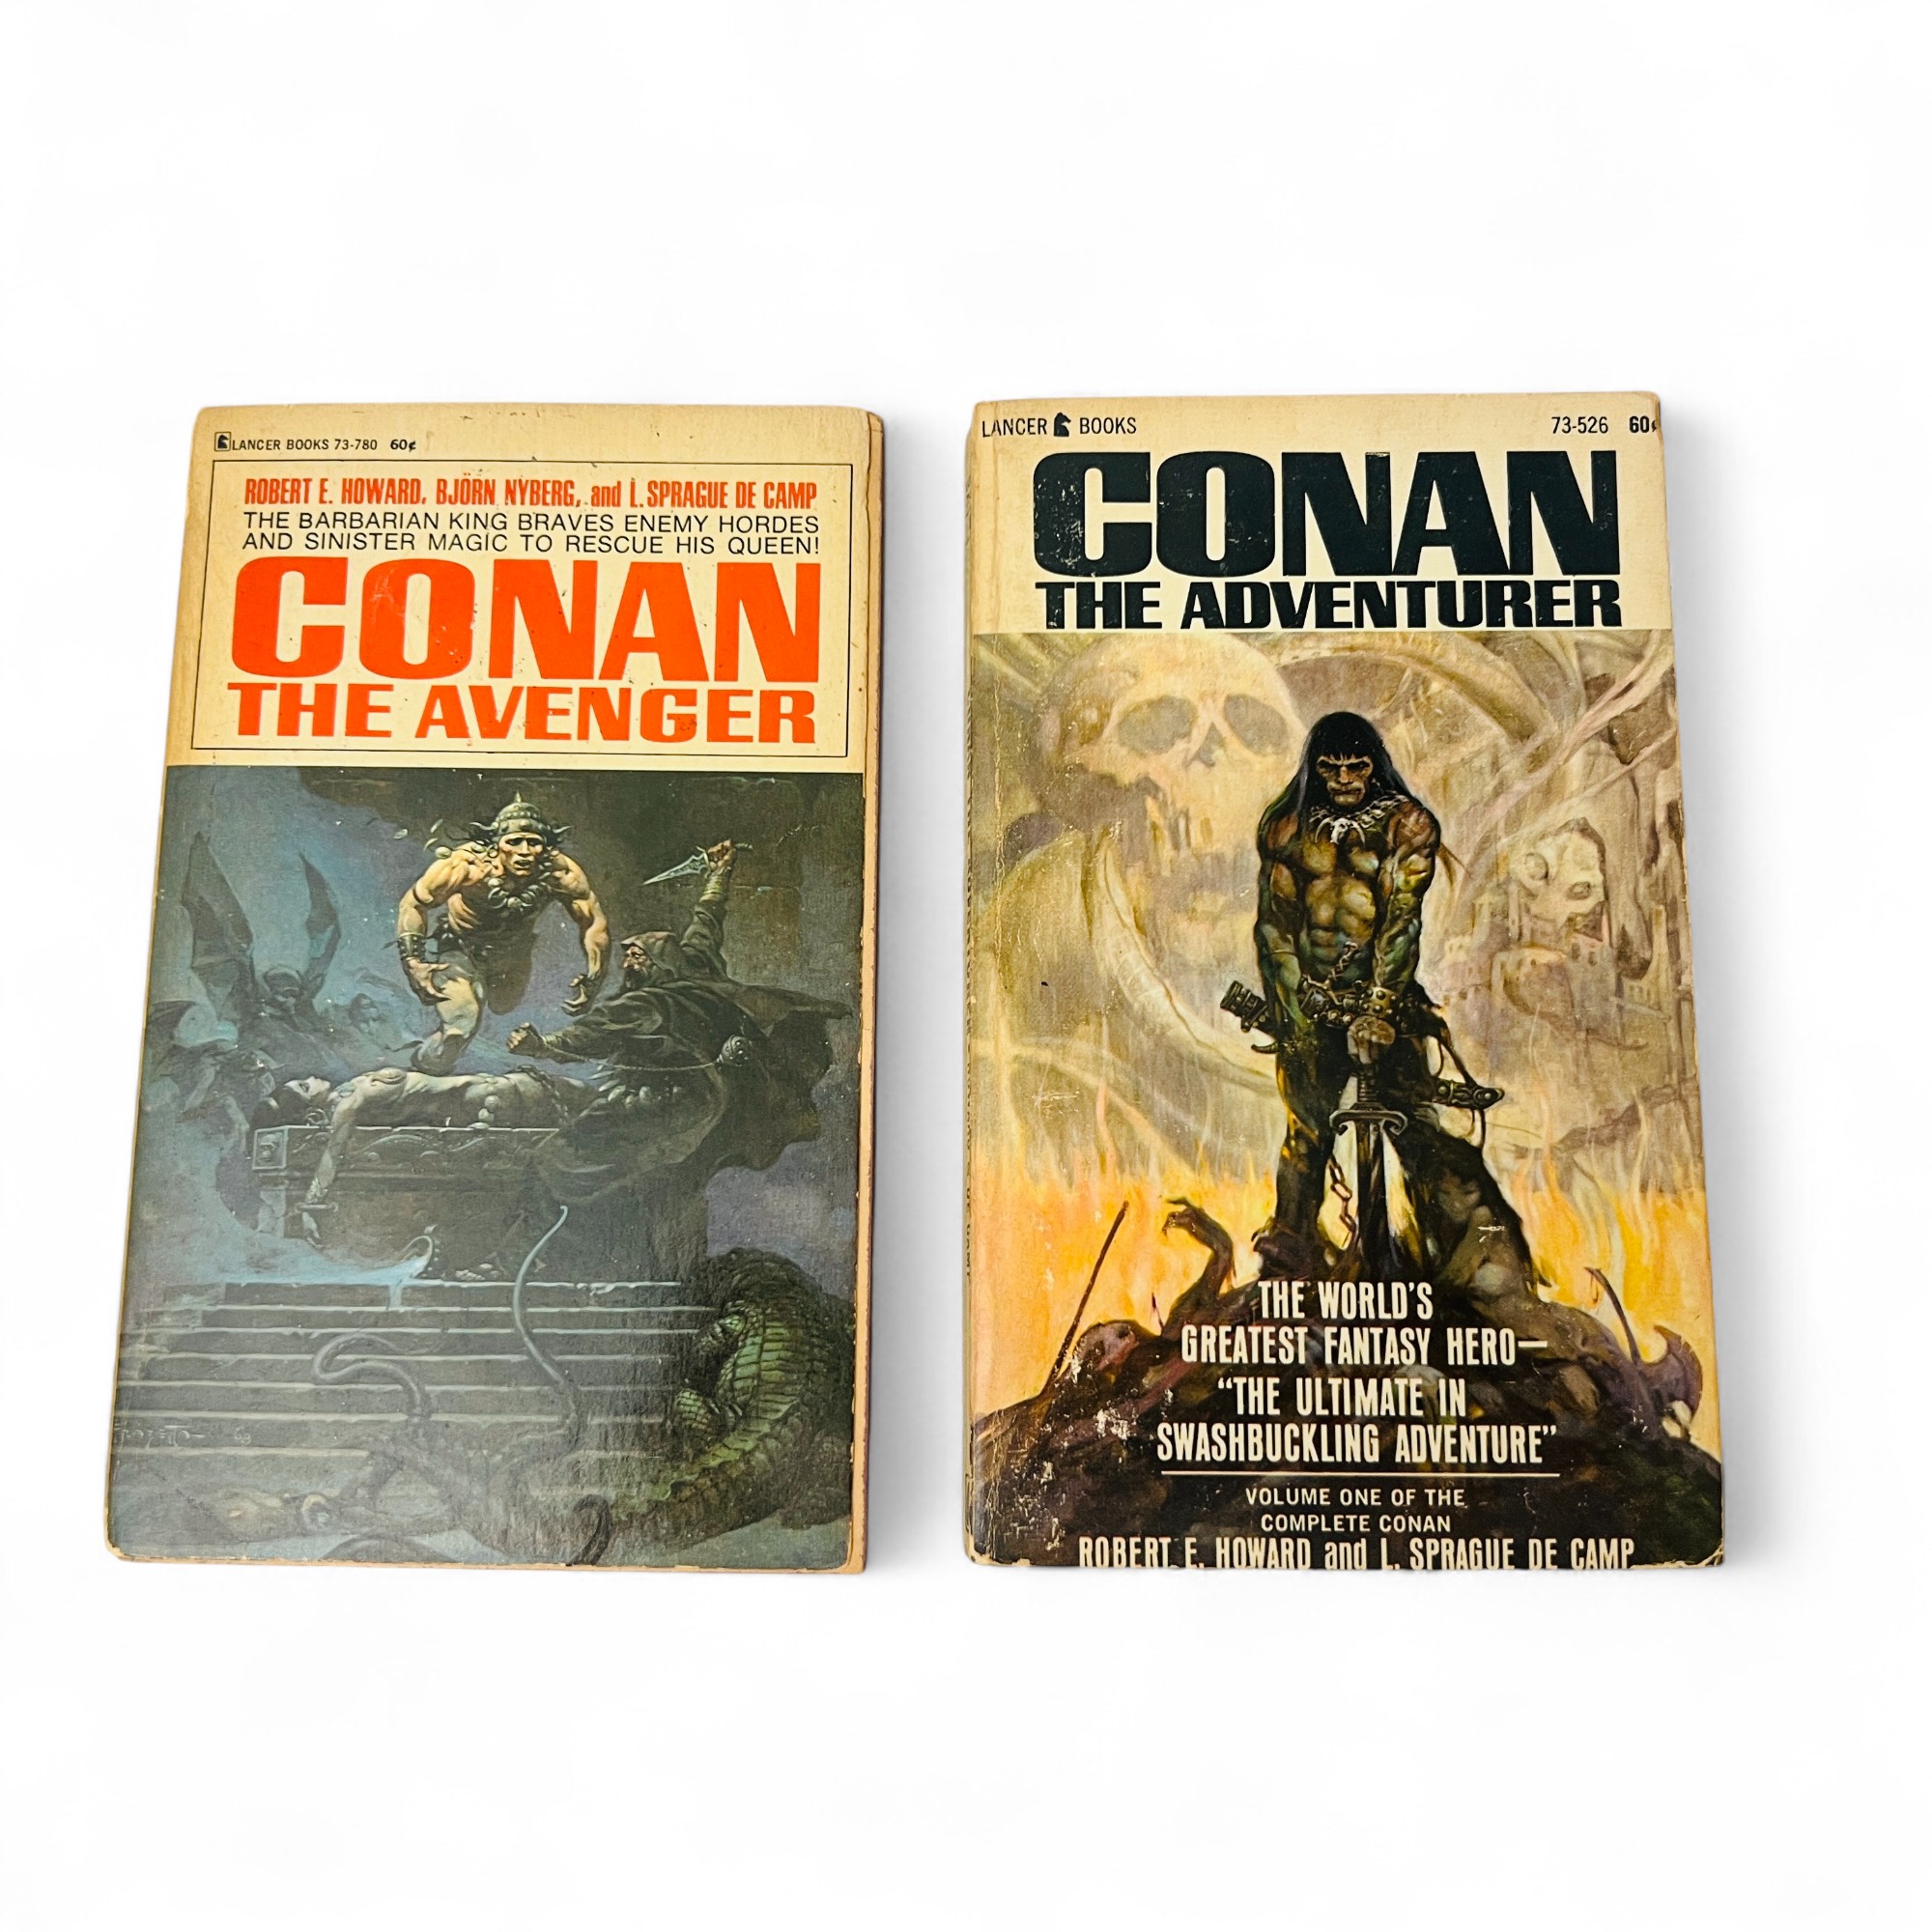 LANCER BOOKS 73-780 60¢
ROBERT E. HOWARD, BJÖRN NYBERG, and L. SPRAGUE DE CAMP
THE BARBARIAN KING BRAVES ENEMY HORDES
AND SINISTER MAGIC TO RESCUE HIS QUEEN!
CONAN
THE AVENGER
LANCER BOOKS 73-526 60¢
CONAN
THE ADVENTURER
THE WORLD'S
GREATEST FANTASY HERO—
"THE ULTIMATE IN
SWASHBUCKLING ADVENTURE"
VOLUME ONE OF THE
COMPLETE CONAN
ROBERT E. HOWARD and L. SPRAGUE DE CAMP